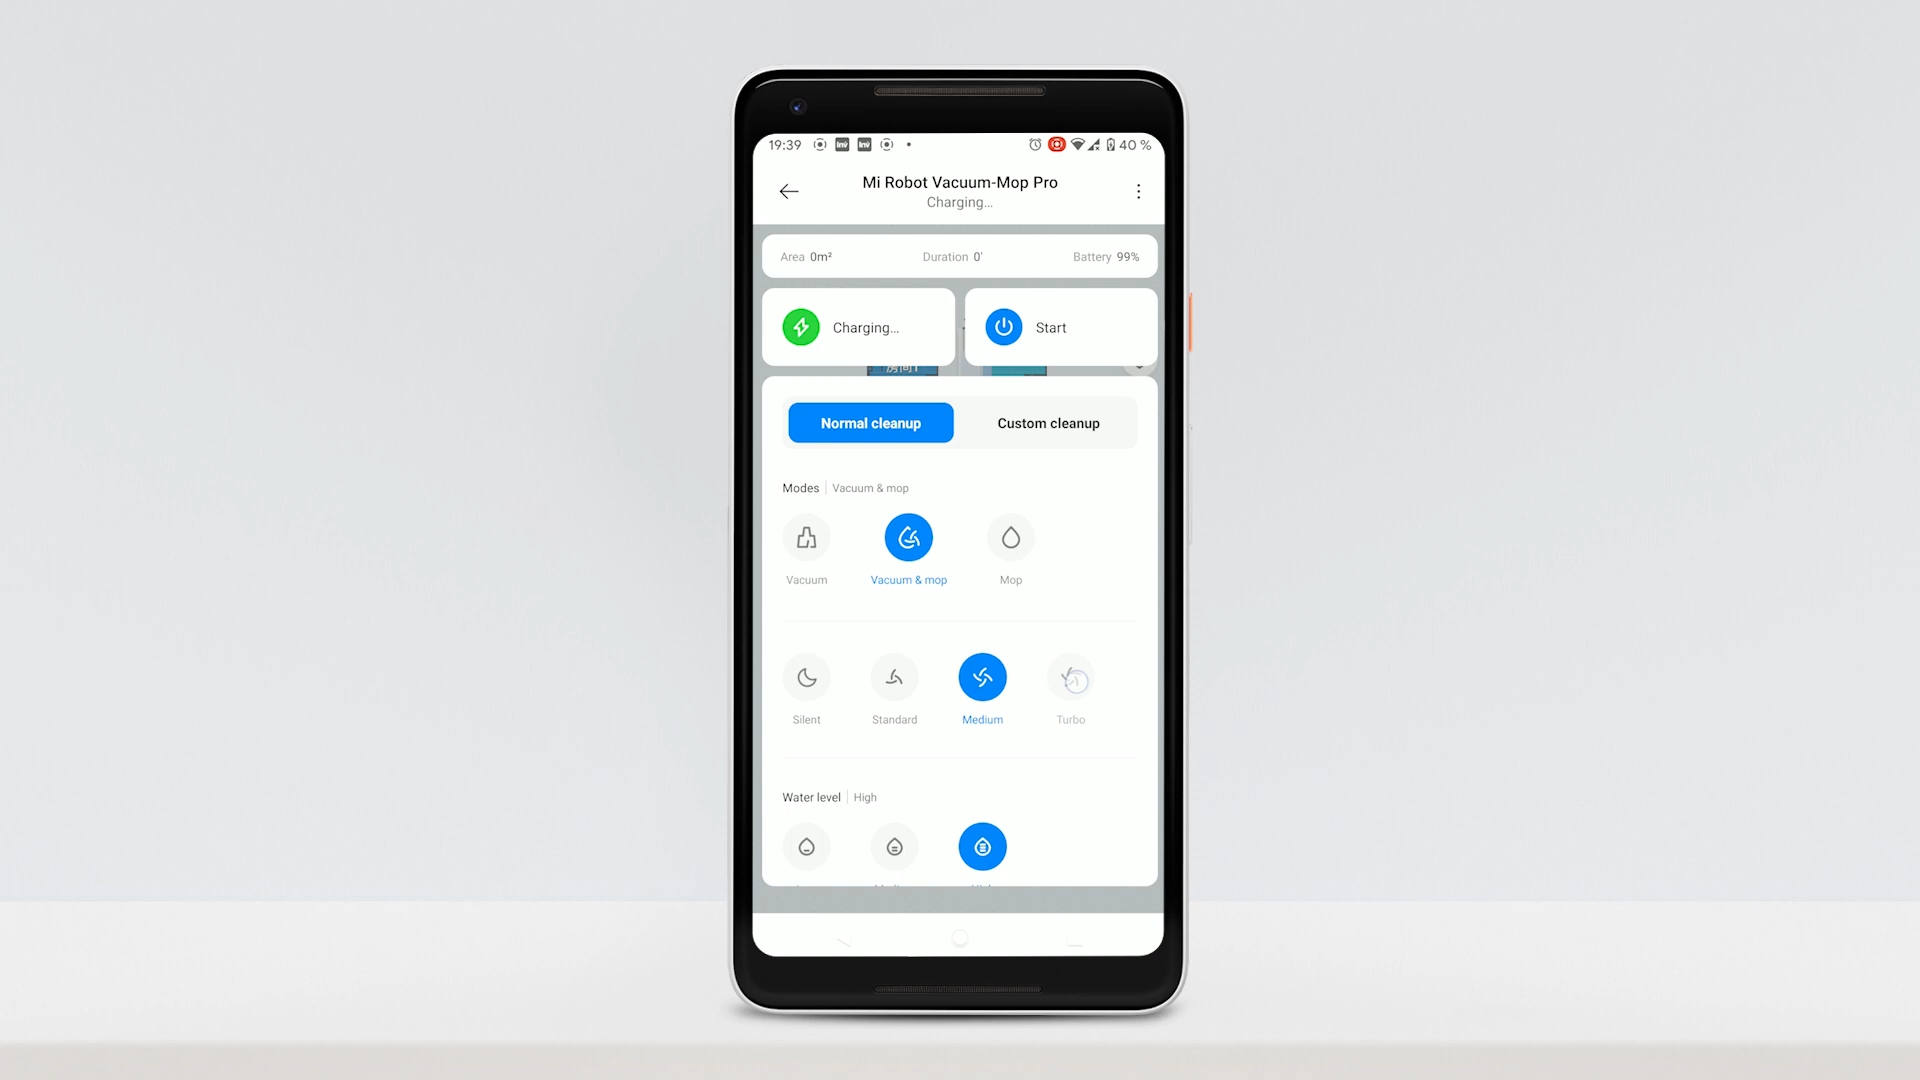 19:39 40 %
Mi Robot Vacuum-Mop Pro
Charging...
Area 0m² Duration 0' Battery 99%
Charging... Start
Normal cleanup Custom cleanup
Modes Vacuum & mop
Vacuum Vacuum & mop Mop
Silent Standard Medium Turbo
Water level High